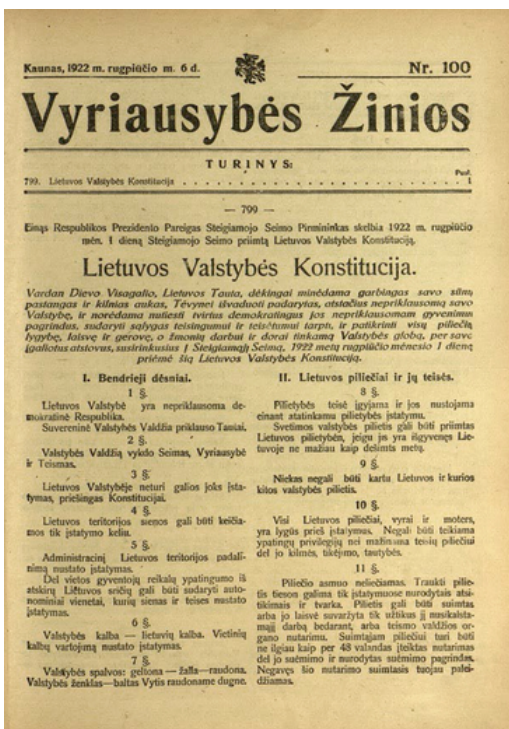 Kaunas, 1922 m. rugpiučio m. 6 d.
Nr. 100
Vyriausybės Žinios
TURINYS:
Pusl.
799. Lietuvos Valstybės Konstitucija . . . . . . . . . . . . . . . . . . . . . 1
— 799 —
Einąs Respublikos Prezidento Pareigas Steigiamojo Seimo Pirmininkas skelbia 1922 m. rugpiučio
mėn. 1 dieną Steigiamojo Seimo priimtą Lietuvos Valstybės Konstituciją.
Lietuvos Valstybės Konstitucija.
Vardan Dievo Visagalio, Lietuvos Tauta, dėkingai minėdama garbingas savo sūnų
pastangas ir kilnias aukas, Tėvynei išvaduoti padarytas, atstačius nepriklausomą savo
Valstybę, ir norėdama nutiesti tvirtus demokratingus jos nepriklausomam gyvenimui
pagrindus, sudaryti sąlygas teisingumui ir teisėtumui tarpti, ir patikrinti visų piliečių
lygybę, laisvę ir gerovę, o žmonių darbui ir dorai tinkamą Valstybės globą, per savo
įgaliotus atstovus, susirinkusius į Steigiamąjį Seimą, 1922 metų rugpiučio mėnesio 1 dieną
priėmė šią Lietuvos Valstybės Konstituciją.
I. Bendrieji dėsniai.
1 §.
Lietuvos Valstybė yra nepriklausoma de-
mokratinė Respublika.
Suvereninė Valstybės Valdžia priklauso Tautai.
2 §.
Valstybės Valdžią vykdo Seimas, Vyriausybė
ir Teismas.
3 §.
Lietuvos Valstybėje neturi galios joks įsta-
tymas, priešingas Konstitucijai.
4 §.
Lietuvos teritorijos sienos gali būti keičia-
mos tik įstatymo keliu.
5 §.
Administracinį Lietuvos teritorijos padali-
nimą nustato įstatymas.
Dėl vietos gyventojų reikalų ypatingumo iš
atskirų Lietuvos sričių gali būti sudaryti auto-
nominiai vienetai, kurių sienas ir teises nustato
įstatymas.
6 §.
Valstybės kalba — lietuvių kalba. Vietinių
kalbų vartojimą nustato įstatymas.
7 §.
Valstybės spalvos: geltona — žalia—raudona.
Valstybės ženklas—baltas Vytis raudoname dugne.
II. Lietuvos piliečiai ir jų teisės.
8 §.
Pilietybės teisė įgyjama ir jos nustojama
einant atatinkamu pilietybės įstatymu.
Svetimos valstybės pilietis gali būti priimtas
Lietuvos pilietybėn, jeigu jis yra išgyvenęs Lie-
tuvoje ne mažiau kaip dešimts metų.
9 §.
Niekas negali būti kartu Lietuvos ir kurios
kitos valstybės pilietis.
10 §.
Visi Lietuvos piliečiai, vyrai ir moters,
yra lygūs prieš įstatymus. Negali būti teikiama
ypatingų privilegijų nei mažinama teisių piliečiui
dėl jo kilmės, tikėjimo, tautybės.
11 §.
Piliečio asmuo neliečiamas. Traukti pilie-
tis tieson galima tik įstatymuose nurodytais atsi-
tikimais ir tvarka. Pilietis gali būti suimtas
arba jo laisvė suvaržyta tik užtikus jį nusikalsta-
mąjį darbą bedarant, arba teismo valdžios or-
gano nutarimu. Suimtajam piliečiui turi būti
ne ilgiau kaip per 48 valandas įteiktas nutarimas
dėl jo suėmimo ir nurodytas suėmimo pagrindas.
Negavęs šio nutarimo suimtasis tuojau palei-
džiamas.